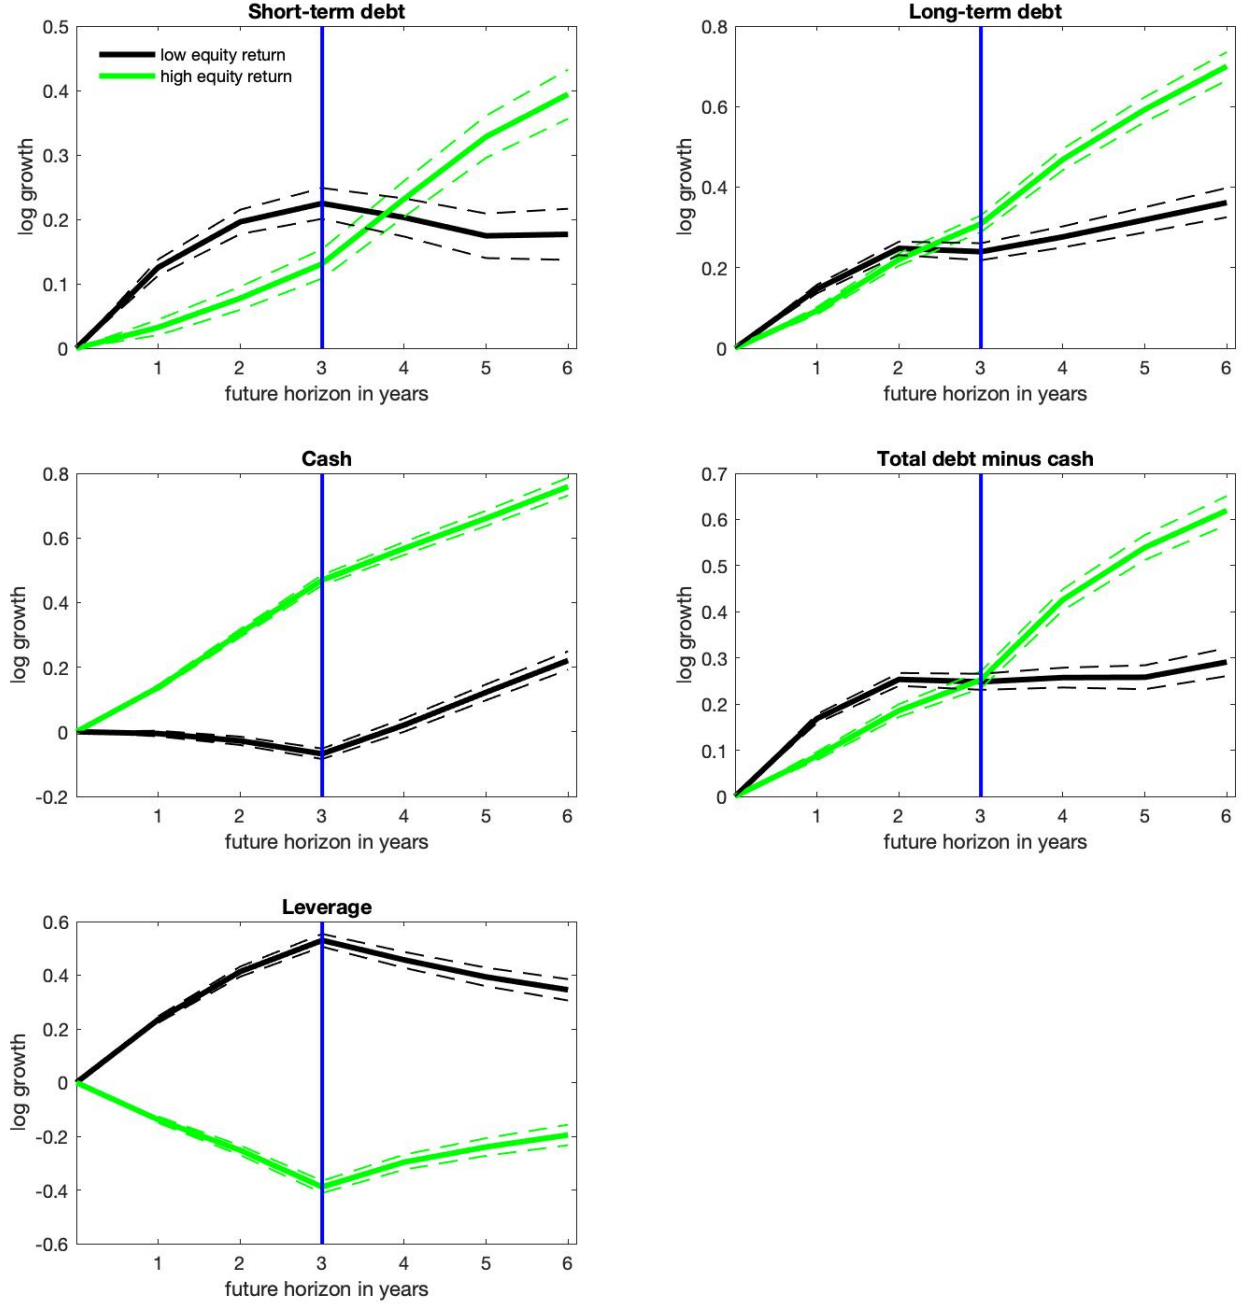 Short-term debt
0.5
0.4
0.3
0.2
0.1
0
log growth
low equity return
high equity return
1 2 3 4 5 6
future horizon in years
Long-term debt
0.8
0.6
0.4
0.2
0
log growth
1 2 3 4 5 6
future horizon in years
Cash
0.8
0.6
0.4
0.2
0
-0.2
log growth
1 2 3 4 5 6
future horizon in years
Total debt minus cash
0.7
0.6
0.5
0.4
0.3
0.2
0.1
0
log growth
1 2 3 4 5 6
future horizon in years
Leverage
0.6
0.4
0.2
0
-0.2
-0.4
-0.6
log growth
1 2 3 4 5 6
future horizon in years